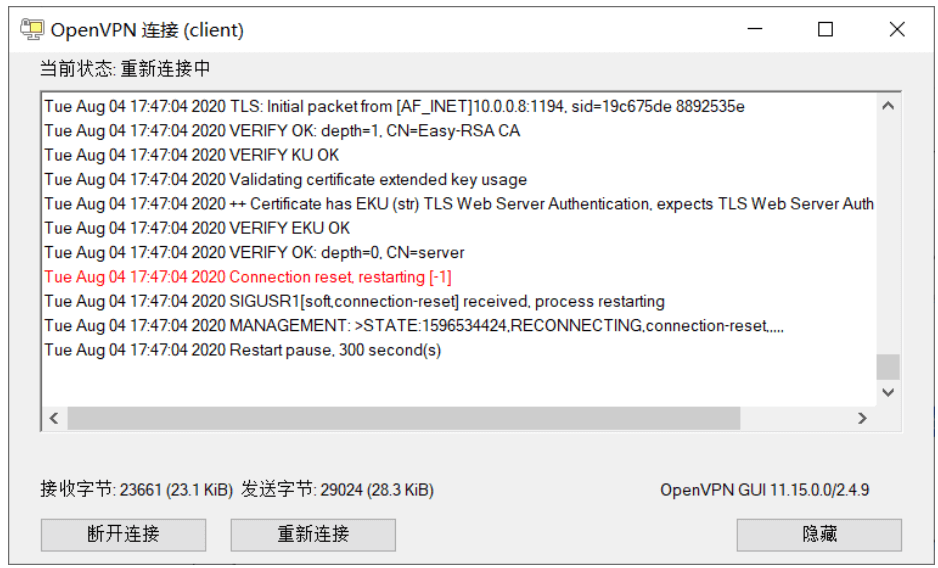 OpenVPN 连接 (client)
当前状态: 重新连接中
Tue Aug 04 17:47:04 2020 TLS: Initial packet from [AF_INET]10.0.0.8:1194, sid=19c675de 8892535e
Tue Aug 04 17:47:04 2020 VERIFY OK: depth=1, CN=Easy-RSA CA
Tue Aug 04 17:47:04 2020 VERIFY KU OK
Tue Aug 04 17:47:04 2020 Validating certificate extended key usage
Tue Aug 04 17:47:04 2020 ++ Certificate has EKU (str) TLS Web Server Authentication, expects TLS Web Server Auth
Tue Aug 04 17:47:04 2020 VERIFY EKU OK
Tue Aug 04 17:47:04 2020 VERIFY OK: depth=0, CN=server
Tue Aug 04 17:47:04 2020 Connection reset, restarting [-1]
Tue Aug 04 17:47:04 2020 SIGUSR1[soft,connection-reset] received, process restarting
Tue Aug 04 17:47:04 2020 MANAGEMENT: >STATE:1596534424,RECONNECTING,connection-reset,,,,,
Tue Aug 04 17:47:04 2020 Restart pause, 300 second(s)
接收字节: 23661 (23.1 KiB) 发送字节: 29024 (28.3 KiB)
OpenVPN GUI 11.15.0.0/2.4.9
断开连接
重新连接
隐藏